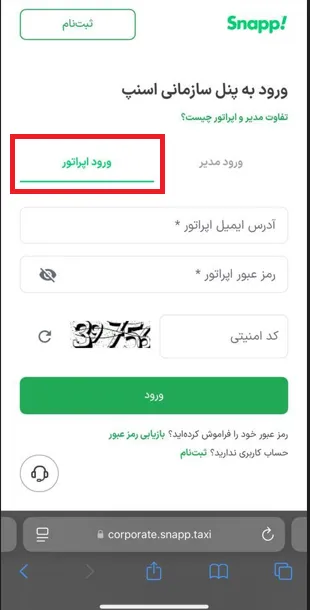 Snapp!
ثبت‌نام
ورود به پنل سازمانی اسنپ
تفاوت مدیر و اپراتور چیست؟
ورود مدیر
ورود اپراتور
آدرس ایمیل اپراتور *
رمز عبور اپراتور *
کد امنیتی
ورود
رمز عبور خود را فراموش کرده‌اید؟ بازیابی رمز عبور
حساب کاربری ندارید؟ ثبت‌نام
corporate.snapp.taxi